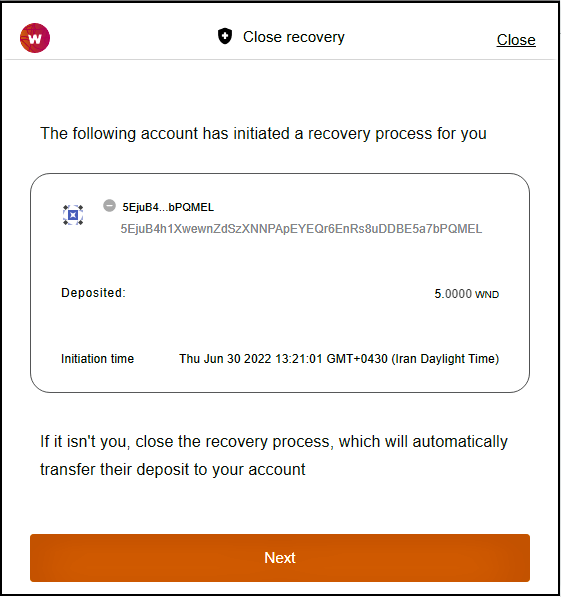 W
Close recovery
Close
The following account has initiated a recovery process for you
5EjuB4...bPQMEL
5EjuB4h1XwewnZdSzXNNPApEYEQr6EnRs8uDDBE5a7bPQMEL
Deposited: 5.0000 WND
Initiation time Thu Jun 30 2022 13:21:01 GMT+0430 (Iran Daylight Time)
If it isn't you, close the recovery process, which will automatically
transfer their deposit to your account
Next